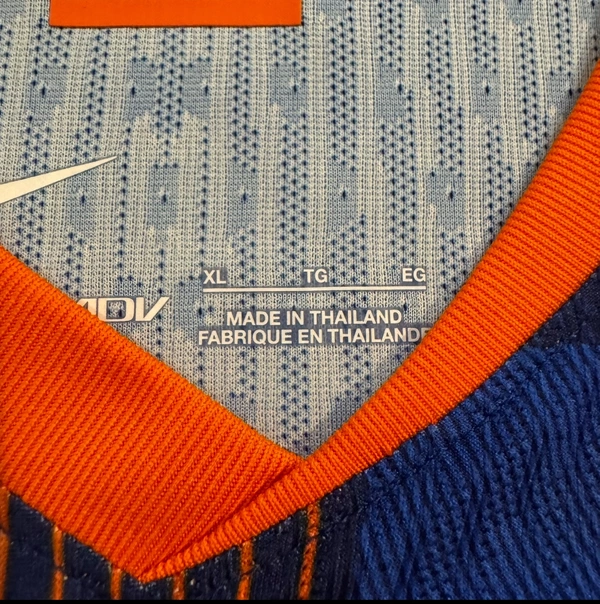 XL TG EG
MADE IN THAILAND
FABRIQUE EN THAILANDE